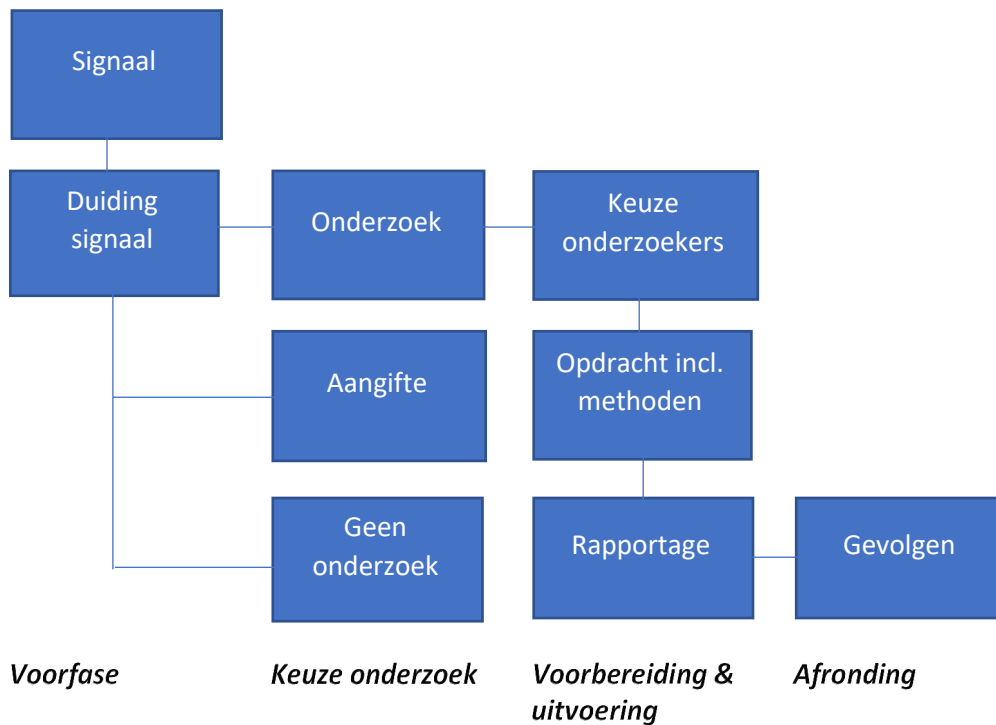 Signaal
Duiding
signaal
Onderzoek
Keuze
onderzoekers
Aangifte
Opdracht incl.
methoden
Geen
onderzoek
Rapportage
Gevolgen
Voorfase
Keuze onderzoek
Voorbereiding &
uitvoering
Afronding